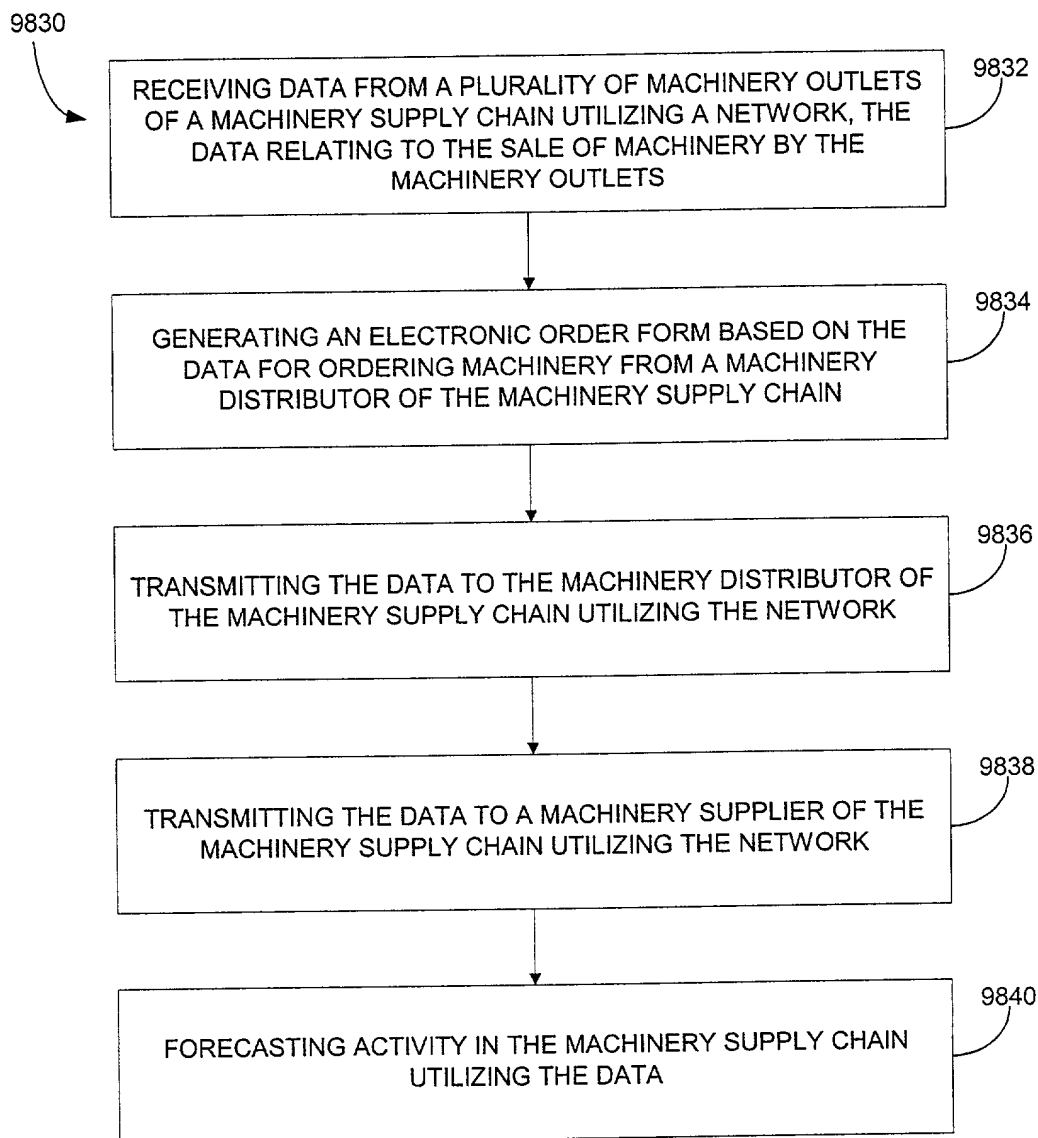 9830
9832
RECEIVING DATA FROM A PLURALITY OF MACHINERY OUTLETS
OF A MACHINERY SUPPLY CHAIN UTILIZING A NETWORK, THE
DATA RELATING TO THE SALE OF MACHINERY BY THE
MACHINERY OUTLETS
9834
GENERATING AN ELECTRONIC ORDER FORM BASED ON THE
DATA FOR ORDERING MACHINERY FROM A MACHINERY
DISTRIBUTOR OF THE MACHINERY SUPPLY CHAIN
9836
TRANSMITTING THE DATA TO THE MACHINERY DISTRIBUTOR OF
THE MACHINERY SUPPLY CHAIN UTILIZING THE NETWORK
9838
TRANSMITTING THE DATA TO A MACHINERY SUPPLIER OF THE
MACHINERY SUPPLY CHAIN UTILIZING THE NETWORK
9840
FORECASTING ACTIVITY IN THE MACHINERY SUPPLY CHAIN
UTILIZING THE DATA